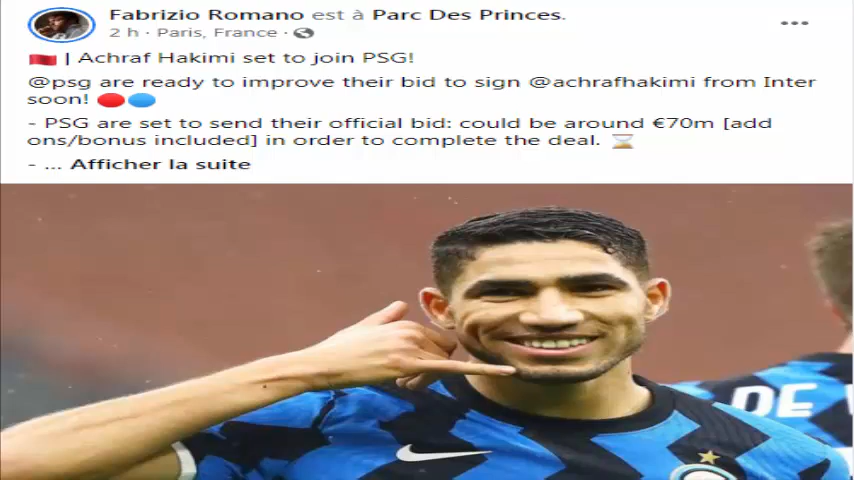 Fabrizio Romano est à Parc Des Princes.
2 h · Paris, France ·
| Achraf Hakimi set to join PSG!
@psg are ready to improve their bid to sign @achrafhakimi from Inter
soon! 🔴🔵
- PSG are set to send their official bid: could be around €70m [add
ons/bonus included] in order to complete the deal. ⌛
- ... Afficher la suite
DE